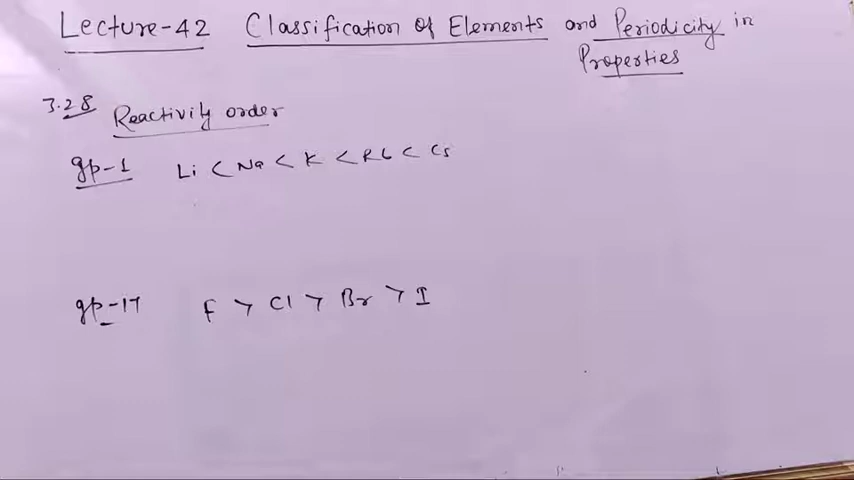 Lecture-42 Classification of Elements and Periodicity in
Properties
3.28 Reactivity order
gp-1 Li < Na < K < Rb < Cs
gp-17 F > Cl > Br > I